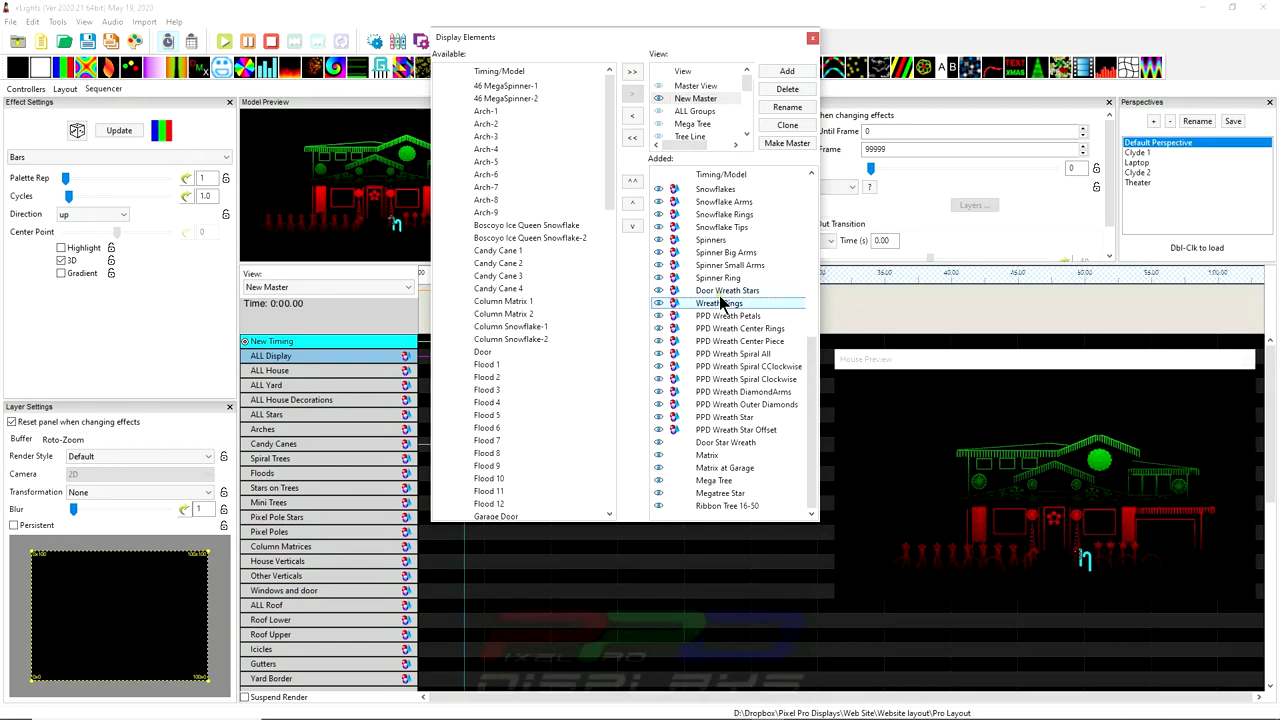 xLights (Ver 2020.21 64bit) May 19, 2020
File Edit Tools View Audio Import Help
Controllers Layout Sequencer
Effect Settings
Update
Bars
Palette Rep 1
Cycles 1.0
Direction up
Center Point 0
Highlight
3D
Gradient
Layer Settings
Reset panel when changing effects
Buffer Roto-Zoom
Render Style Default
Camera 2D
Transformation None
Blur 1
Persistent
Model Preview
View:
New Master
Time: 0:00.00
New Timing
ALL Display
ALL House
ALL Yard
ALL House Decorations
ALL Stars
Arches
Candy Canes
Spiral Trees
Floods
Stars on Trees
Mini Trees
Pixel Pole Stars
Pixel Poles
Column Matrices
House Verticals
Other Verticals
Windows and door
ALL Roof
Roof Lower
Roof Upper
Icicles
Gutters
Yard Border
Suspend Render
Display Elements
Available:
Timing/Model
46 MegaSpinner-1
46 MegaSpinner-2
Arch-1
Arch-2
Arch-3
Arch-4
Arch-5
Arch-6
Arch-7
Arch-8
Arch-9
Boscoyo Ice Queen Snowflake
Boscoyo Ice Queen Snowflake-2
Candy Cane 1
Candy Cane 2
Candy Cane 3
Candy Cane 4
Column Matrix 1
Column Matrix 2
Column Snowflake-1
Column Snowflake-2
Door
Flood 1
Flood 2
Flood 3
Flood 4
Flood 5
Flood 6
Flood 7
Flood 8
Flood 9
Flood 10
Flood 11
Flood 12
Garage Door
>>
>
<
<<
^^
^
v
View:
View
Master View
New Master
ALL Groups
Mega Tree
Tree Line
Add
Delete
Rename
Clone
Make Master
Added:
Timing/Model
Snowflakes
Snowflake Arms
Snowflake Rings
Snowflake Tips
Spinners
Spinner Big Arms
Spinner Small Arms
Spinner Ring
Door Wreath Stars
PPD Wreath Petals
PPD Wreath Center Rings
PPD Wreath Center Piece
PPD Wreath Spiral All
PPD Wreath Spiral CClockwise
PPD Wreath Spiral Clockwise
PPD Wreath DiamondArms
PPD Wreath Outer Diamonds
PPD Wreath Star
PPD Wreath Star Offset
Door Star Wreath
Matrix
Matrix at Garage
Mega Tree
Megatree Star
Ribbon Tree 16-50
TEXT XMAS
A B
when changing effects
Until Frame 0
Frame 99999
0
?
Layers ...
Out Transition
Time (s) 0.00
Perspectives
+ - Rename Save
Default Perspective
Clyde 1
Laptop
Clyde 2
Theater
Dbl-Clk to load
House Preview
PPD
PIXEL PRO
DISPLAYS
D:\Dropbox\Pixel Pro Displays\Web Site\Website layout\Pro Layout